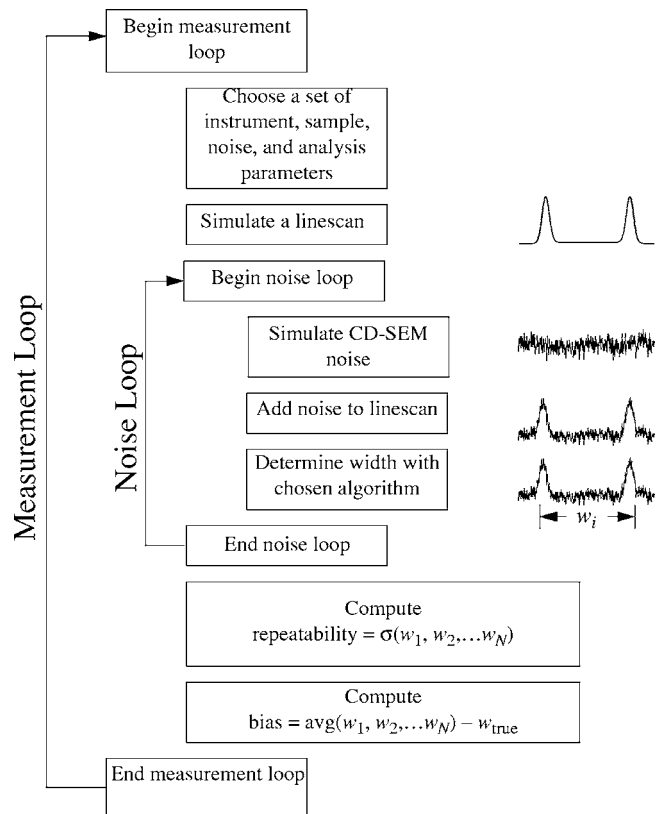 Begin measurement
loop
Choose a set of
instrument, sample,
noise, and analysis
parameters
Simulate a linescan
Begin noise loop
Simulate CD-SEM
noise
Add noise to linescan
Determine width with
chosen algorithm
w_i
End noise loop
Compute
repeatability = σ(w_1, w_2,…w_N)
Compute
bias = avg(w_1, w_2,…w_N) – w_true
End measurement loop
Measurement Loop
Noise Loop